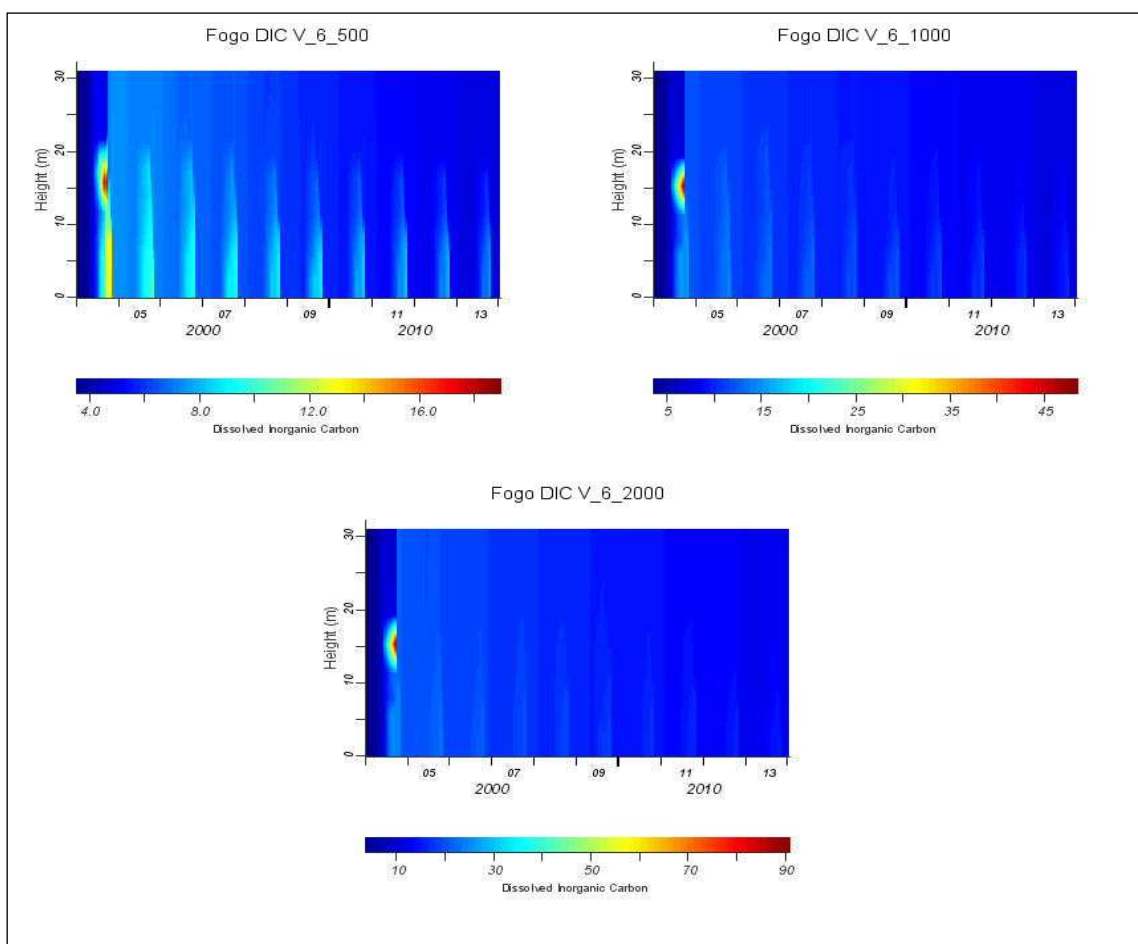 Fogo DIC V_6_500
30
20
10
0
Height (m)
05 07 09 11 13
2000 2010
4.0 8.0 12.0 16.0
Dissolved Inorganic Carbon
Fogo DIC V_6_1000
30
20
10
0
Height (m)
05 07 09 11 13
2000 2010
5 15 25 35 45
Dissolved Inorganic Carbon
Fogo DIC V_6_2000
30
20
10
0
Height (m)
05 07 09 11 13
2000 2010
10 30 50 70 90
Dissolved Inorganic Carbon